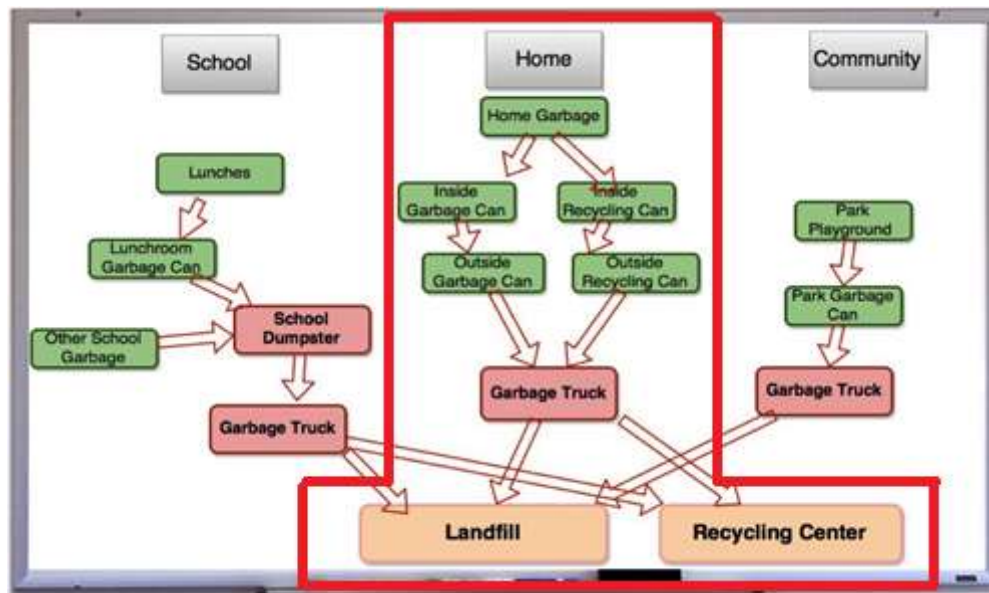 School
Home
Community
Home Garbage
Lunches
Inside
Garbage Can
Inside
Recycling Can
Park
Playground
Lunchroom
Garbage Can
Outside
Garbage Can
Outside
Recycling Can
Park Garbage
Can
School
Dumpster
Other School
Garbage
Garbage Truck
Garbage Truck
Garbage Truck
Landfill
Recycling Center